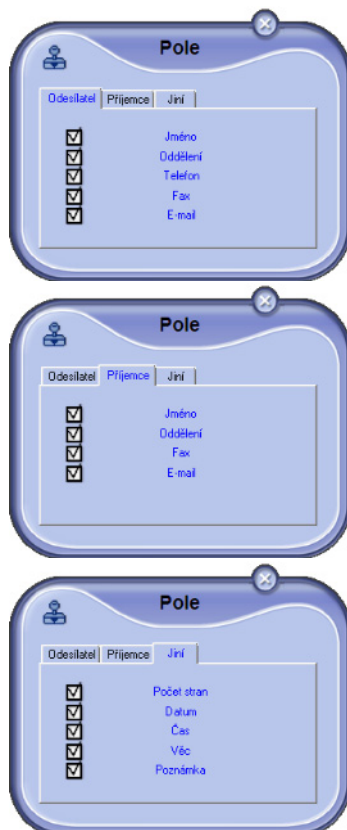 Pole
Odesílatel Příjemce Jiní
Jméno
Oddělení
Telefon
Fax
E-mail
Pole
Odesílatel Příjemce Jiní
Jméno
Oddělení
Fax
E-mail
Pole
Odesílatel Příjemce Jiní
Počet stran
Datum
Čas
Věc
Poznámka